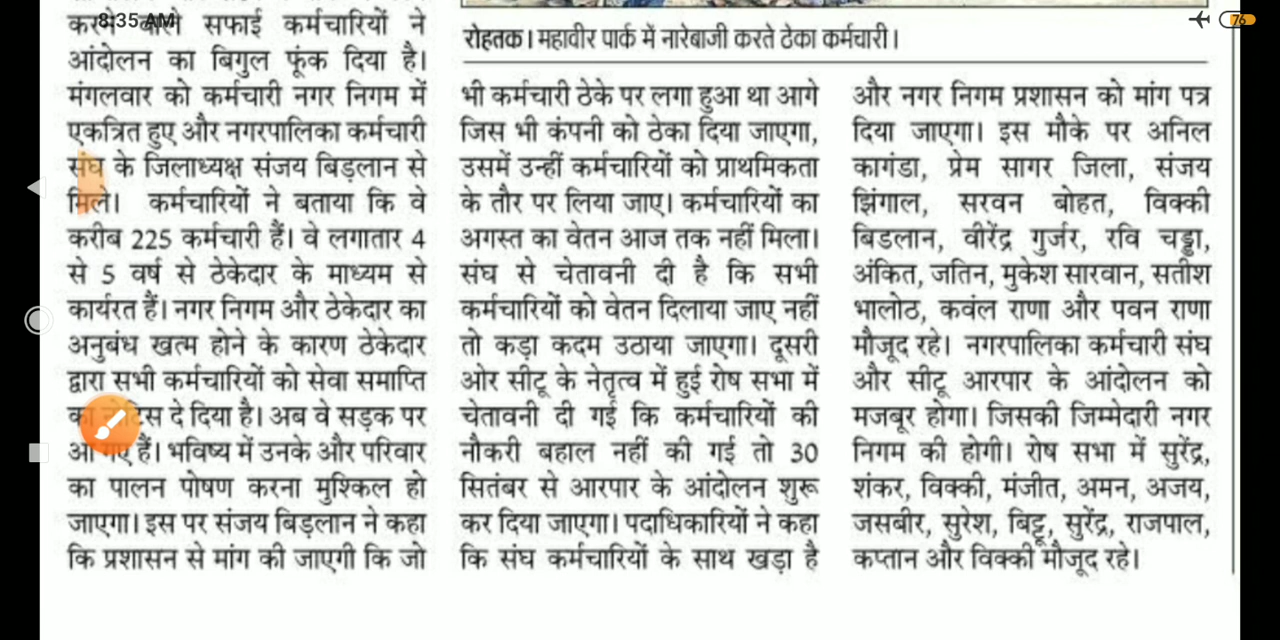 8:35 AM
76
सफाई कर्मचारियों ने
आंदोलन का बिगुल फूंक दिया है।
मंगलवार को कर्मचारी नगर निगम में
एकत्रित हुए और नगरपालिका कर्मचारी
संघ के जिलाध्यक्ष संजय बिड़लान से
मिले। कर्मचारियों ने बताया कि वे
करीब 225 कर्मचारी हैं। वे लगातार 4
से 5 वर्ष से ठेकेदार के माध्यम से
कार्यरत हैं। नगर निगम और ठेकेदार का
अनुबंध खत्म होने के कारण ठेकेदार
द्वारा सभी कर्मचारियों को सेवा समाप्ति
का नोटिस दे दिया है। अब वे सड़क पर
आ गए हैं। भविष्य में उनके और परिवार
का पालन पोषण करना मुश्किल हो
जाएगा। इस पर संजय बिड़लान ने कहा
कि प्रशासन से मांग की जाएगी कि जो
रोहतक। महावीर पार्क में नारेबाजी करते ठेका कर्मचारी।
भी कर्मचारी ठेके पर लगा हुआ था आगे
जिस भी कंपनी को ठेका दिया जाएगा,
उसमें उन्हीं कर्मचारियों को प्राथमिकता
के तौर पर लिया जाए। कर्मचारियों का
अगस्त का वेतन आज तक नहीं मिला।
संघ से चेतावनी दी है कि सभी
कर्मचारियों को वेतन दिलाया जाए नहीं
तो कड़ा कदम उठाया जाएगा। दूसरी
ओर सीटू के नेतृत्व में हुई रोष सभा में
चेतावनी दी गई कि कर्मचारियों की
नौकरी बहाल नहीं की गई तो 30
सितंबर से आरपार के आंदोलन शुरू
कर दिया जाएगा। पदाधिकारियों ने कहा
कि संघ कर्मचारियों के साथ खड़ा है
और नगर निगम प्रशासन को मांग पत्र
दिया जाएगा। इस मौके पर अनिल
कागंडा, प्रेम सागर जिला, संजय
झिंगाल, सरवन बोहत, विक्की
बिडलान, वीरेंद्र गुर्जर, रवि चड्ढा,
अंकित, जतिन, मुकेश सारवान, सतीश
भालोठ, कवंल राणा और पवन राणा
मौजूद रहे। नगरपालिका कर्मचारी संघ
और सीटू आरपार के आंदोलन को
मजबूर होगा। जिसकी जिम्मेदारी नगर
निगम की होगी। रोष सभा में सुरेंद्र,
शंकर, विक्की, मंजीत, अमन, अजय,
जसबीर, सुरेश, बिट्टू, सुरेंद्र, राजपाल,
कप्तान और विक्की मौजूद रहे।